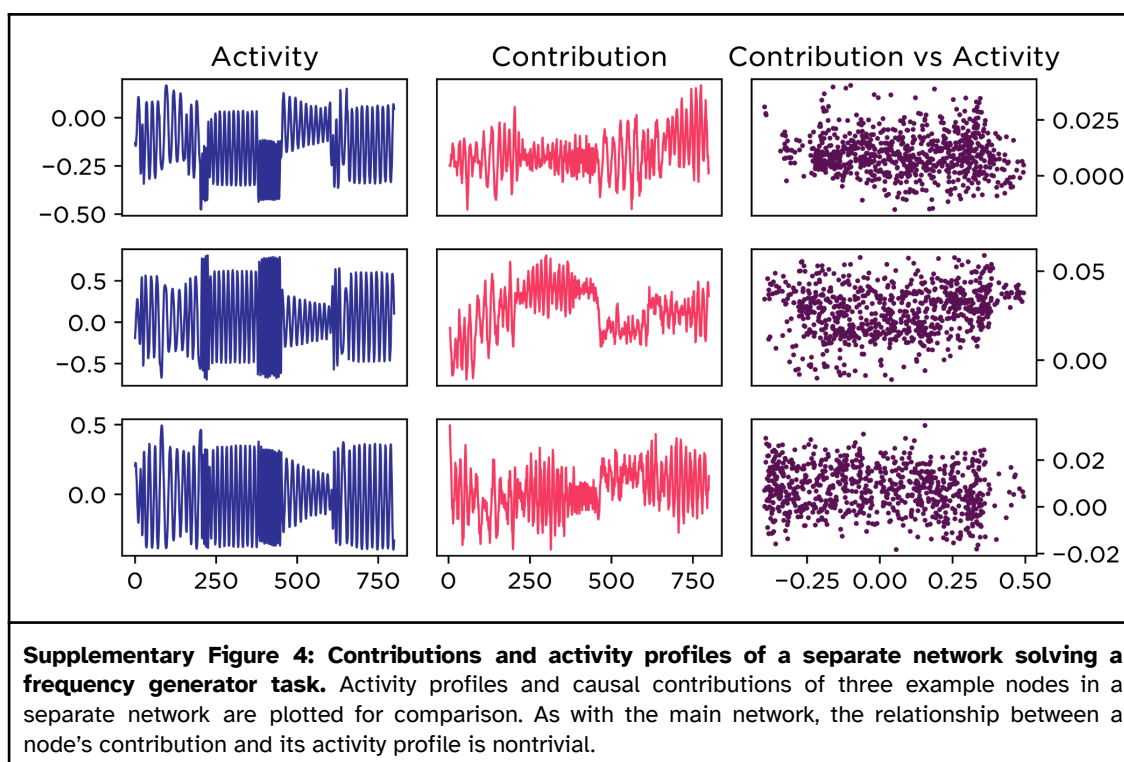 Activity
Contribution
Contribution vs Activity
0.00
−0.25
−0.50
0.025
0.000
0.5
0.0
−0.5
0.05
0.00
0.5
0.0
0.02
0.00
−0.02
0 250 500 750
0 250 500 750
−0.25 0.00 0.25 0.50
Supplementary Figure 4: Contributions and activity profiles of a separate network solving a
frequency generator task. Activity profiles and causal contributions of three example nodes in a
separate network are plotted for comparison. As with the main network, the relationship between a
node’s contribution and its activity profile is nontrivial.